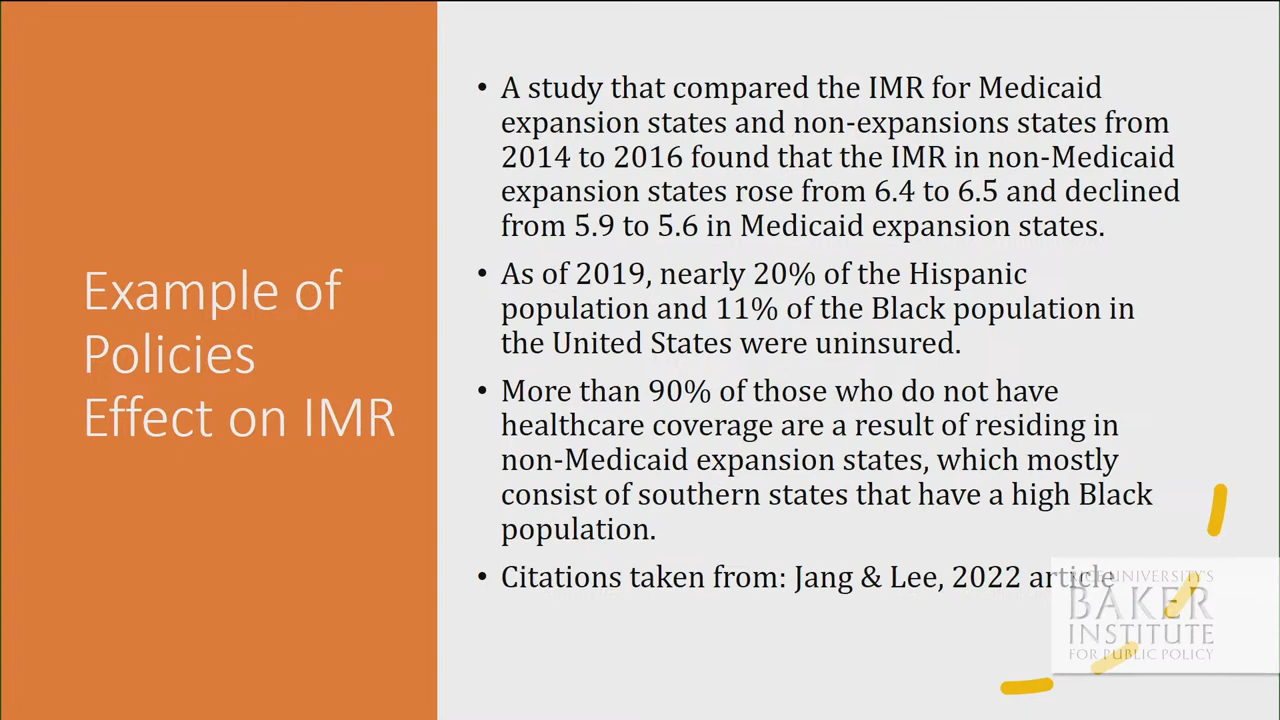 Example of
Policies
Effect on IMR
• A study that compared the IMR for Medicaid
expansion states and non-expansions states from
2014 to 2016 found that the IMR in non-Medicaid
expansion states rose from 6.4 to 6.5 and declined
from 5.9 to 5.6 in Medicaid expansion states.
• As of 2019, nearly 20% of the Hispanic
population and 11% of the Black population in
the United States were uninsured.
• More than 90% of those who do not have
healthcare coverage are a result of residing in
non-Medicaid expansion states, which mostly
consist of southern states that have a high Black
population.
• Citations taken from: Jang & Lee, 2022 article
RICE UNIVERSITY'S
BAKER
INSTITUTE
FOR PUBLIC POLICY